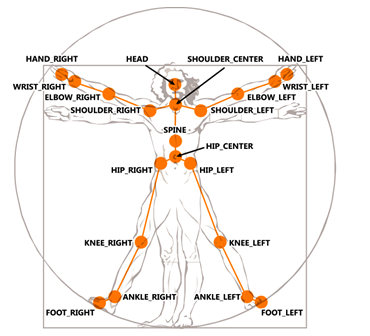 HAND_RIGHT
HEAD
SHOULDER_CENTER
HAND_LEFT
WRIST_RIGHT
WRIST_LEFT
ELBOW_RIGHT
ELBOW_LEFT
SHOULDER_RIGHT
SHOULDER_LEFT
SPINE
HIP_CENTER
HIP_RIGHT
HIP_LEFT
KNEE_RIGHT
KNEE_LEFT
ANKLE_RIGHT
ANKLE_LEFT
FOOT_RIGHT
FOOT_LEFT